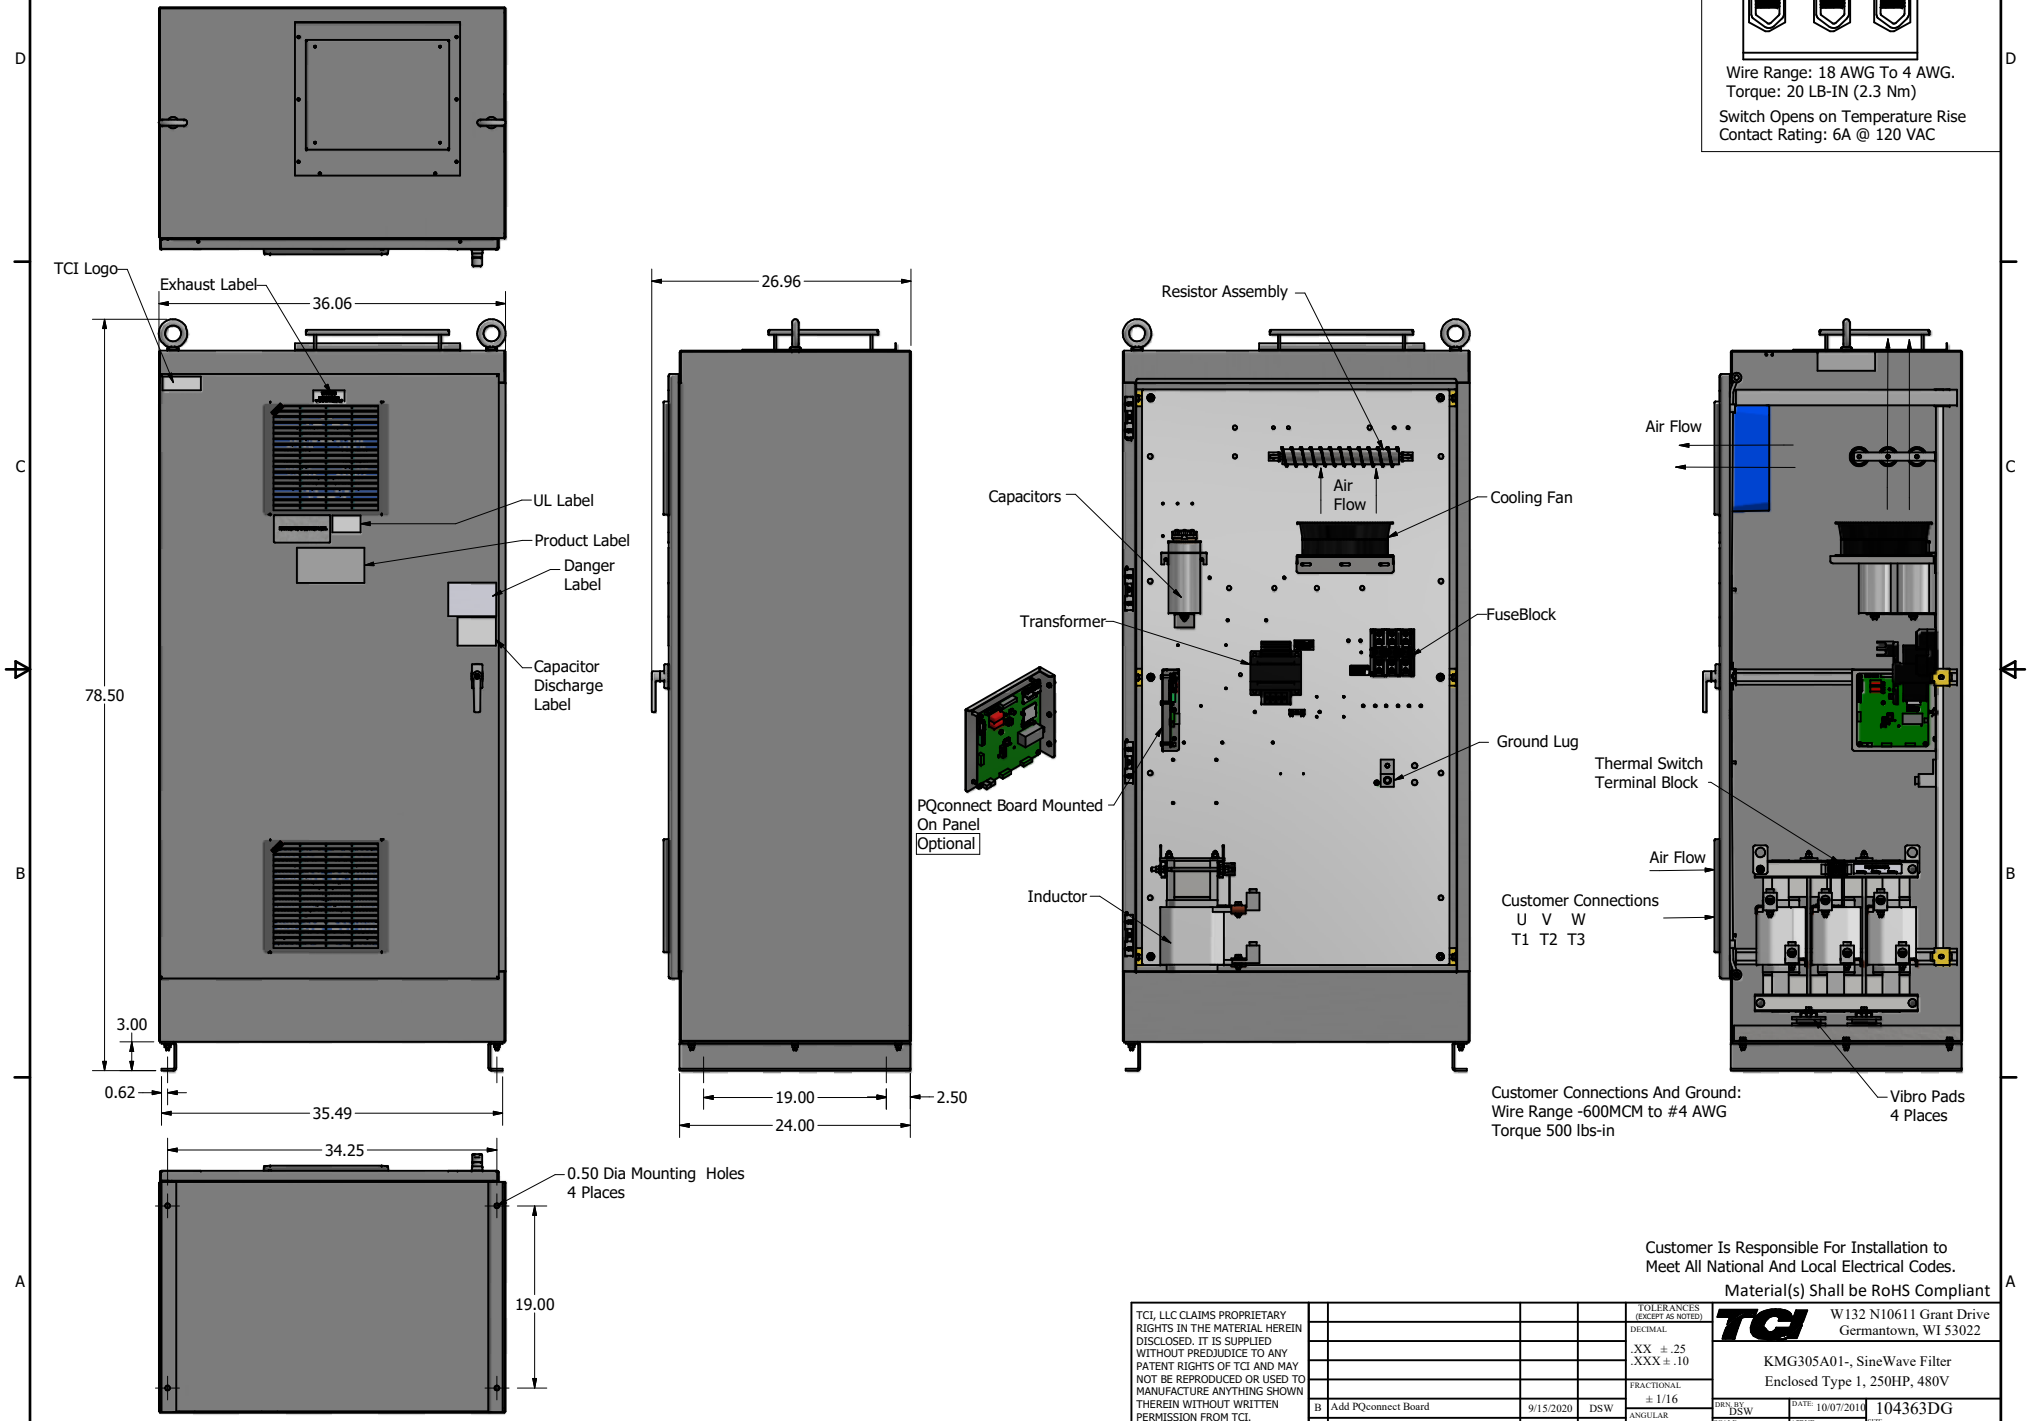 D
D
Wire Range: 18 AWG To 4 AWG.
Torque: 20 LB-IN (2.3 Nm)
Switch Opens on Temperature Rise
Contact Rating: 6A @ 120 VAC
TCI Logo
Exhaust Label
36.06
26.96
Resistor Assembly
Air Flow
C
C
UL Label
Capacitors
Air
Flow
Cooling Fan
Product Label
Danger
Label
Transformer
FuseBlock
Capacitor
Discharge
Label
78.50
Ground Lug
Thermal Switch
Terminal Block
PQconnect Board Mounted
On Panel
Optional
Air Flow
B
B
Inductor
Customer Connections
U V W
T1 T2 T3
3.00
0.62
35.49
19.00
2.50
24.00
Customer Connections And Ground:
Wire Range -600MCM to #4 AWG
Torque 500 lbs-in
Vibro Pads
4 Places
34.25
0.50 Dia Mounting Holes
4 Places
19.00
A
A
Customer Is Responsible For Installation to
Meet All National And Local Electrical Codes.
Material(s) Shall be RoHS Compliant
TCI, LLC CLAIMS PROPRIETARY
RIGHTS IN THE MATERIAL HEREIN
DISCLOSED. IT IS SUPPLIED
WITHOUT PREDJUDICE TO ANY
PATENT RIGHTS OF TCI AND MAY
NOT BE REPRODUCED OR USED TO
MANUFACTURE ANYTHING SHOWN
THEREIN WITHOUT WRITTEN
PERMISSION FROM TCI.
B Add PQconnect Board 9/15/2020 DSW
TOLERANCES
(EXCEPT AS NOTED)
DECIMAL
.XX ± .25
.XXX ± .10
FRACTIONAL
± 1/16
ANGULAR
TCI
W132 N10611 Grant Drive
Germantown, WI 53022
KMG305A01-, SineWave Filter
Enclosed Type 1, 250HP, 480V
DRN. BY DSW
DATE: 10/07/2010
104363DG